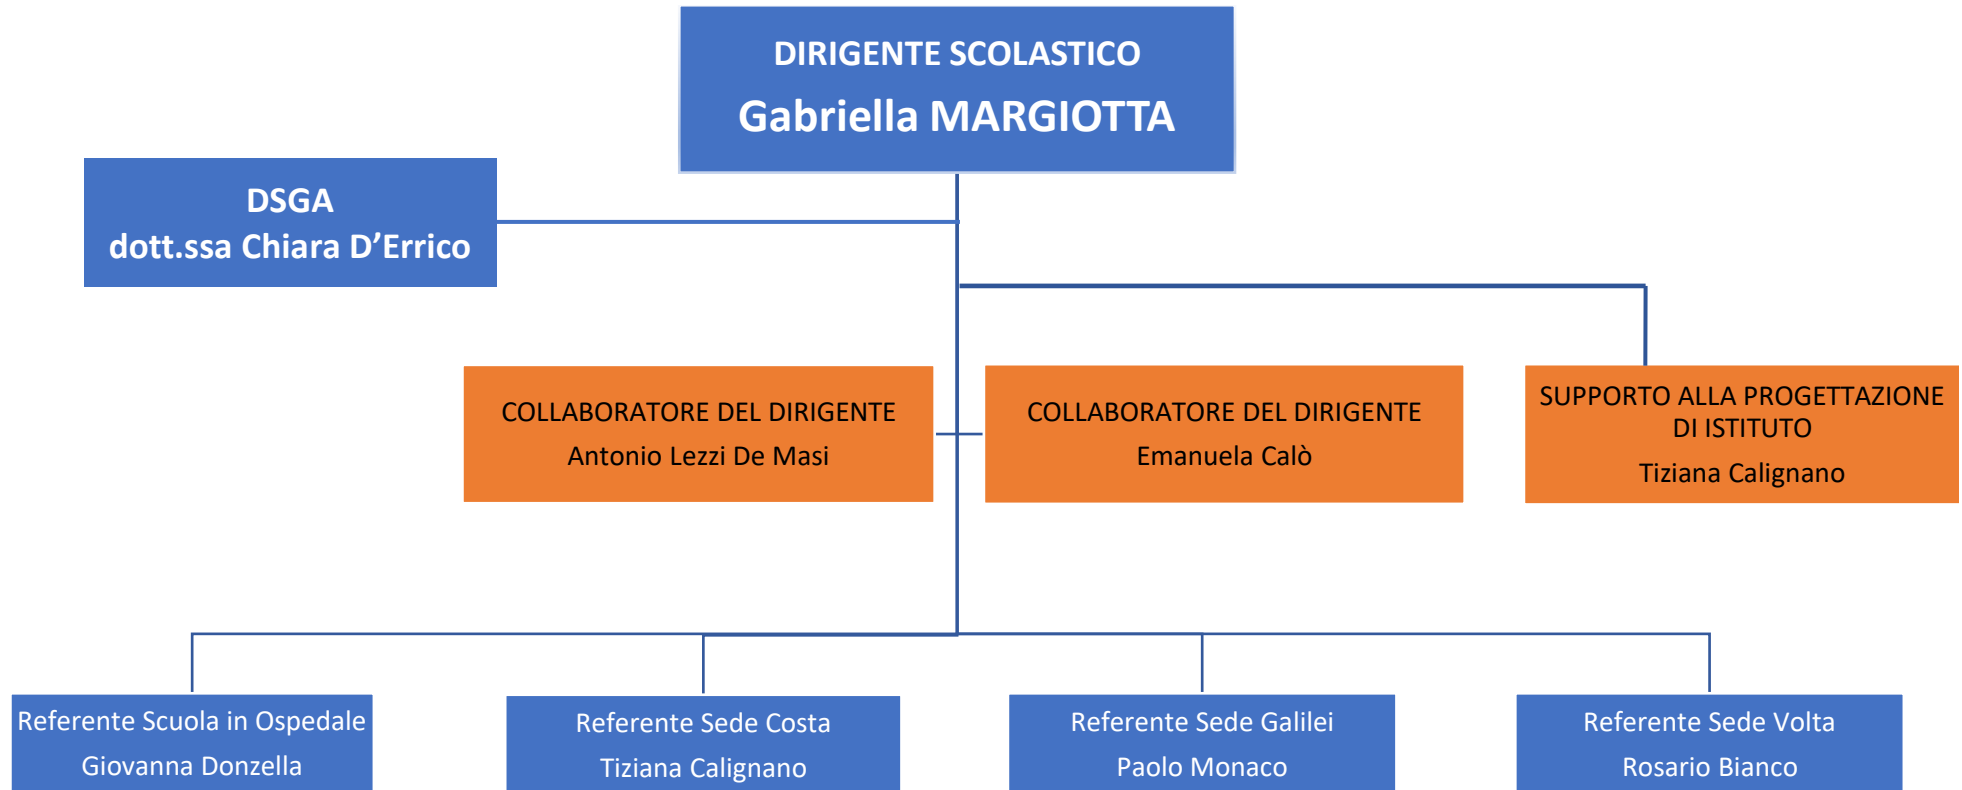 DIRIGENTE SCOLASTICO
Gabriella MARGIOTTA
DSGA
dott.ssa Chiara D’Errico
COLLABORATORE DEL DIRIGENTE
Antonio Lezzi De Masi
COLLABORATORE DEL DIRIGENTE
Emanuela Calò
SUPPORTO ALLA PROGETTAZIONE
DI ISTITUTO
Tiziana Calignano
Referente Scuola in Ospedale
Giovanna Donzella
Referente Sede Costa
Tiziana Calignano
Referente Sede Galilei
Paolo Monaco
Referente Sede Volta
Rosario Bianco